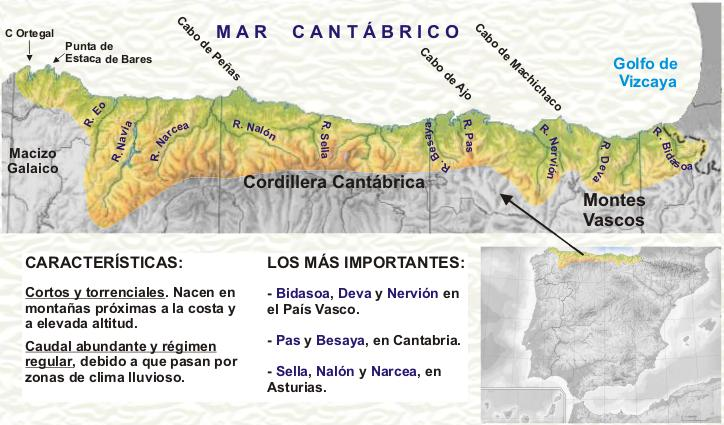 MAR CANTÁBRICO
C Ortegal
Punta de
Estaca de Bares
Cabo de Peñas
Cabo de Ajo
Cabo de Machichaco
Golfo de
Vizcaya
R. Eo
R. Navia
R. Narcea
R. Nalón
R. Sella
R. Besaya
R. Pas
R. Nervión
R. Deva
R. Bidasoa
Macizo
Galaico
Cordillera Cantábrica
Montes
Vascos
CARACTERÍSTICAS:
Cortos y torrenciales. Nacen en
montañas próximas a la costa y
a elevada altitud.
Caudal abundante y régimen
regular, debido a que pasan por
zonas de clima lluvioso.
LOS MÁS IMPORTANTES:
- Bidasoa, Deva y Nervión en
el País Vasco.
- Pas y Besaya, en Cantabria.
- Sella, Nalón y Narcea, en
Asturias.